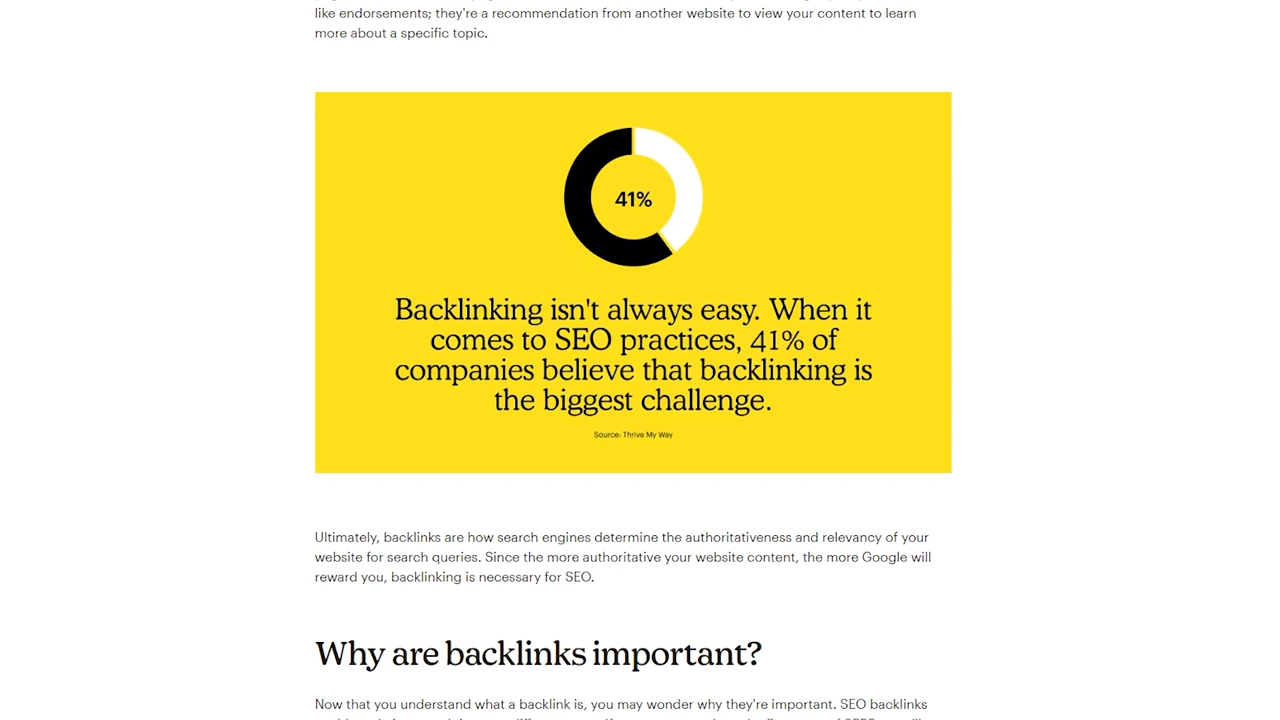 like endorsements; they're a recommendation from another website to view your content to learn
more about a specific topic.
41%
Backlinking isn't always easy. When it
comes to SEO practices, 41% of
companies believe that backlinking is
the biggest challenge.
Source: Thrive My Way
Ultimately, backlinks are how search engines determine the authoritativeness and relevancy of your
website for search queries. Since the more authoritative your website content, the more Google will
reward you, backlinking is necessary for SEO.
Why are backlinks important?
Now that you understand what a backlink is, you may wonder why they're important. SEO backlinks